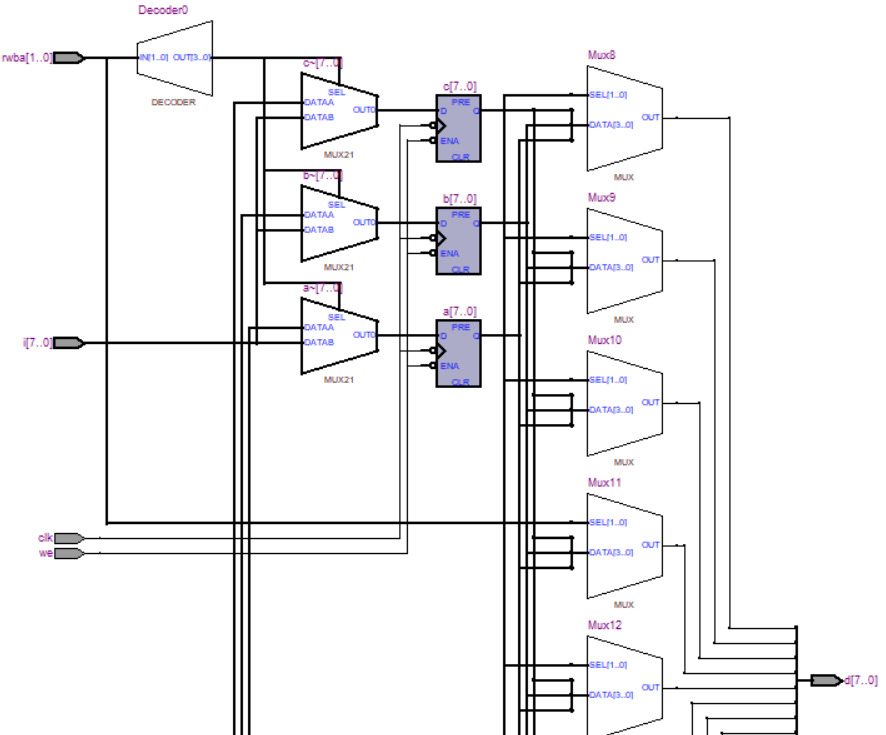 Decoder0
rwba[1..0]
IN[1..0] OUT[3..0]
DECODER
c~[7..0]
SEL
DATAA
DATAB
OUT0
MUX21
c[7..0]
PRE
D
Q
ENA
CLR
Mux8
SEL[1..0]
DATA[3..0]
OUT
MUX
b~[7..0]
SEL
DATAA
DATAB
OUT0
MUX21
b[7..0]
PRE
D
Q
ENA
CLR
Mux9
SEL[1..0]
DATA[3..0]
OUT
MUX
a~[7..0]
SEL
DATAA
DATAB
OUT0
MUX21
a[7..0]
PRE
D
Q
ENA
CLR
i[7..0]
Mux10
SEL[1..0]
DATA[3..0]
OUT
MUX
Mux11
SEL[1..0]
DATA[3..0]
OUT
MUX
clk
we
Mux12
SEL[1..0]
DATA[3..0]
OUT
d[7..0]